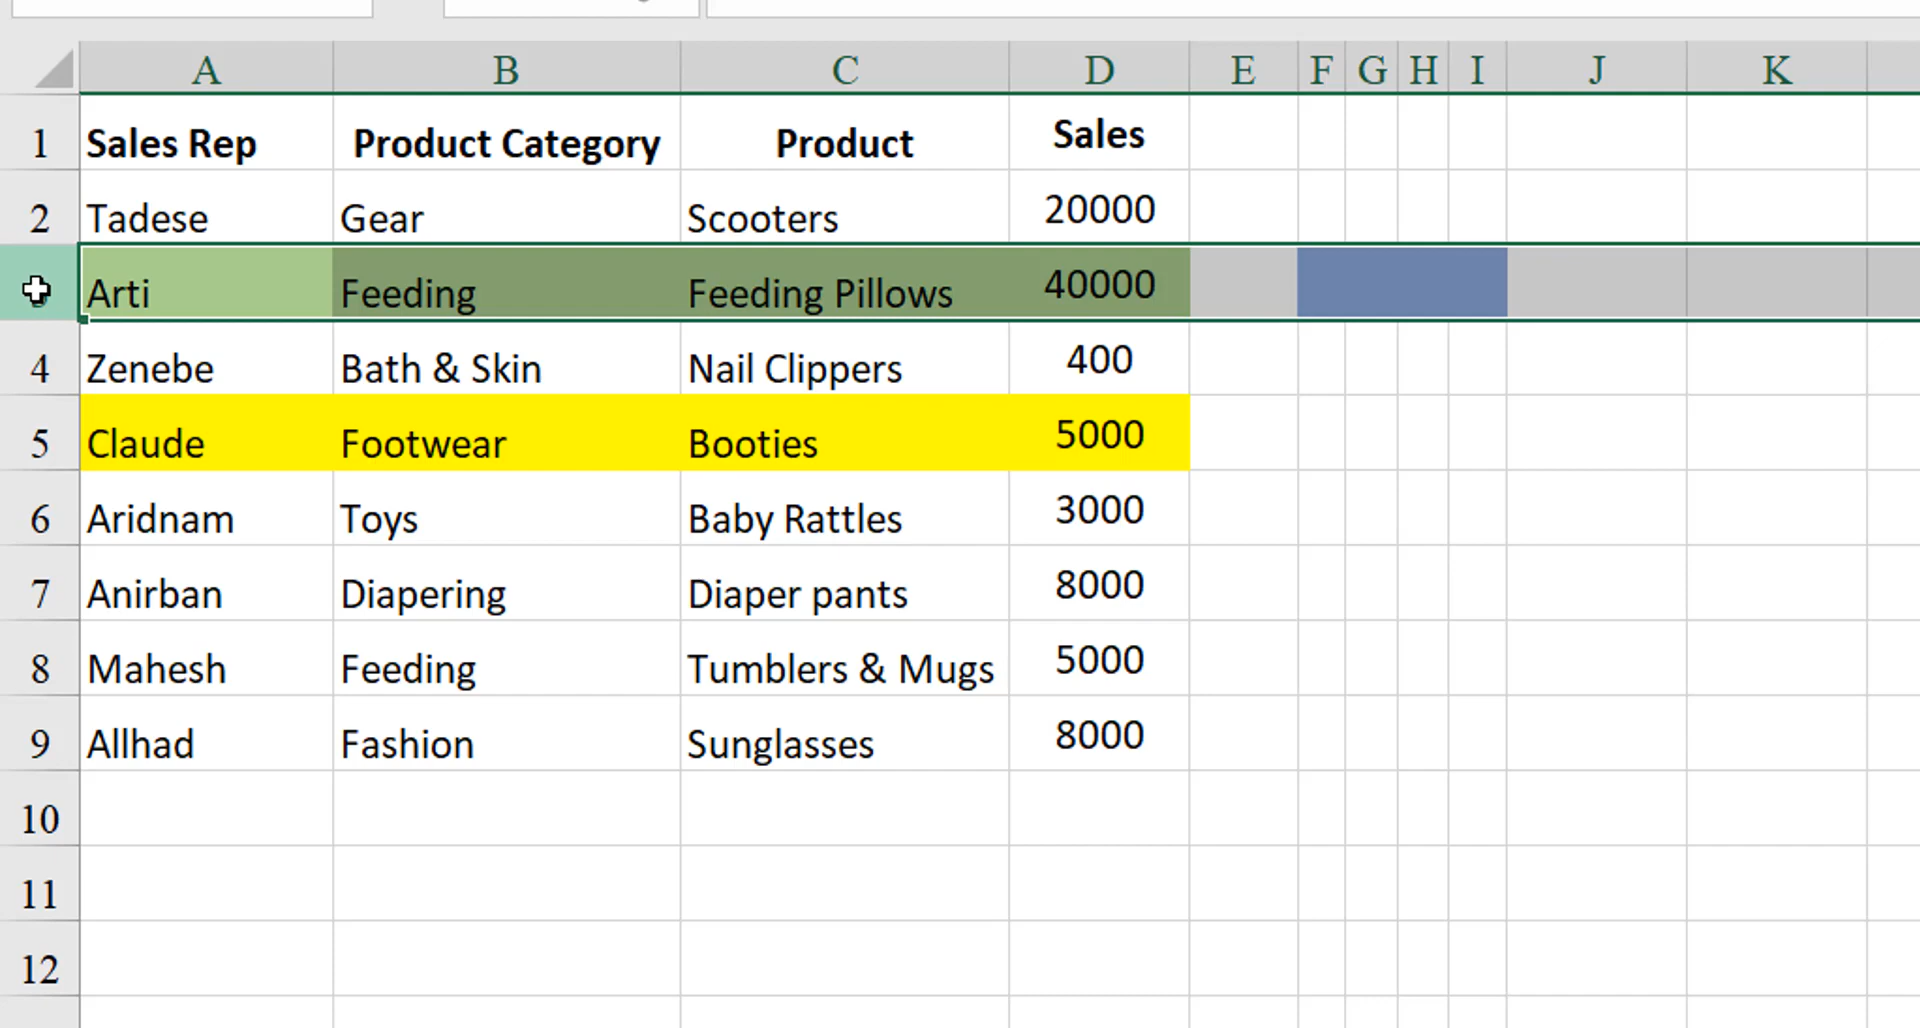 A B C D E F G H I J K
1 Sales Rep Product Category Product Sales
2 Tadese Gear Scooters 20000
Arti Feeding Feeding Pillows 40000
4 Zenebe Bath & Skin Nail Clippers 400
5 Claude Footwear Booties 5000
6 Aridnam Toys Baby Rattles 3000
7 Anirban Diapering Diaper pants 8000
8 Mahesh Feeding Tumblers & Mugs 5000
9 Allhad Fashion Sunglasses 8000
10
11
12